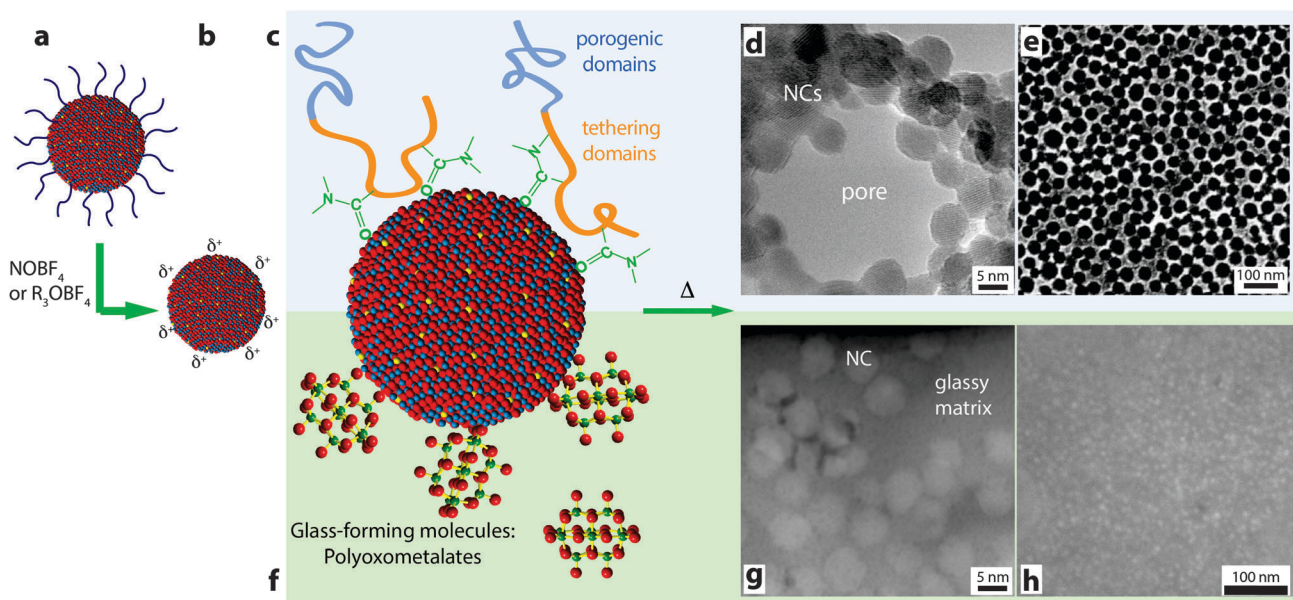 a
NOBF₄
or R₃OBF₄
b
δ⁺
δ⁺
δ⁺
δ⁺
δ⁺
δ⁺
δ⁺
c
porogenic
domains
tethering
domains
N
C
O
C
N
O
N
C
O
O
C
N
Δ
Glass-forming molecules:
Polyoxometalates
f
d
NCs
pore
5 nm
e
100 nm
NC
glassy
matrix
g
5 nm
h
100 nm